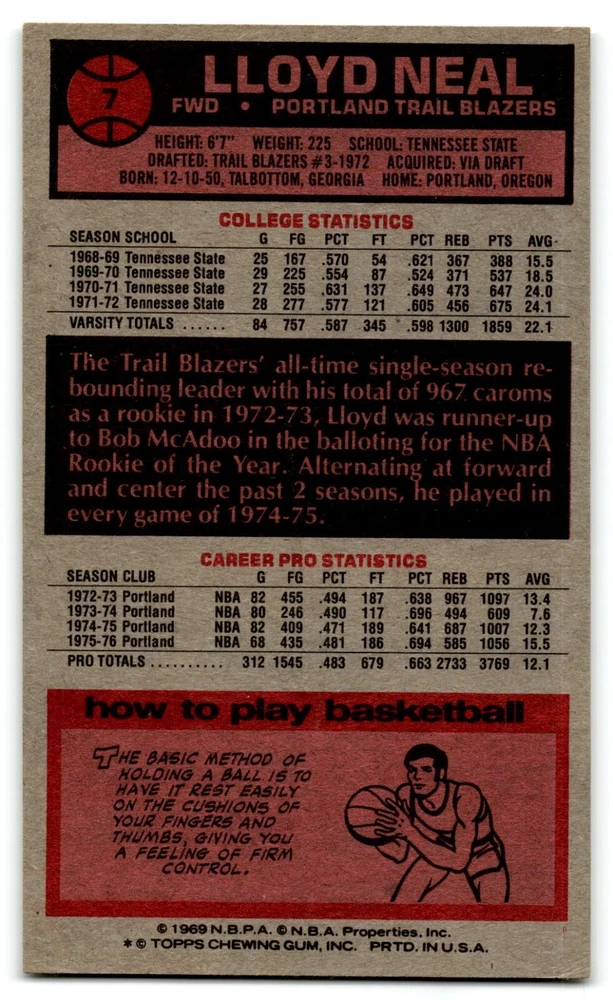 7
LLOYD NEAL
FWD • PORTLAND TRAIL BLAZERS
HEIGHT: 6'7" WEIGHT: 225 SCHOOL: TENNESSEE STATE
DRAFTED: TRAIL BLAZERS #3-1972 ACQUIRED: VIA DRAFT
BORN: 12-10-50, TALBOTTOM, GEORGIA HOME: PORTLAND, OREGON
COLLEGE STATISTICS
SEASON SCHOOL G FG PCT FT PCT REB PTS AVG.
1968-69 Tennessee State 25 167 .570 54 .621 367 388 15.5
1969-70 Tennessee State 29 225 .554 87 .524 371 537 18.5
1970-71 Tennessee State 27 255 .631 137 .649 473 647 24.0
1971-72 Tennessee State 28 277 .577 121 .605 456 675 24.1
VARSITY TOTALS ...... 84 757 .587 345 .598 1300 1859 22.1
The Trail Blazers' all-time single-season re-
bounding leader with his total of 967 caroms
as a rookie in 1972-73, Lloyd was runner-up
to Bob McAdoo in the balloting for the NBA
Rookie of the Year. Alternating at forward
and center the past 2 seasons, he played in
every game of 1974-75.
CAREER PRO STATISTICS
SEASON CLUB G FG PCT FT PCT REB PTS AVG
1972-73 Portland NBA 82 455 .494 187 .638 967 1097 13.4
1973-74 Portland NBA 80 246 .490 117 .696 494 609 7.6
1974-75 Portland NBA 82 409 .471 189 .641 687 1007 12.3
1975-76 Portland NBA 68 435 .481 186 .694 585 1056 15.5
PRO TOTALS .......... 312 1545 .483 679 .663 2733 3769 12.1
how to play basketball
THE BASIC METHOD OF
HOLDING A BALL IS TO
HAVE IT REST EASILY
ON THE CUSHIONS OF
YOUR FINGERS AND
THUMBS, GIVING YOU
A FEELING OF FIRM
CONTROL.
© 1969 N.B.P.A. © N.B.A. Properties, Inc.
* © TOPPS CHEWING GUM, INC. PRTD. IN U.S.A.